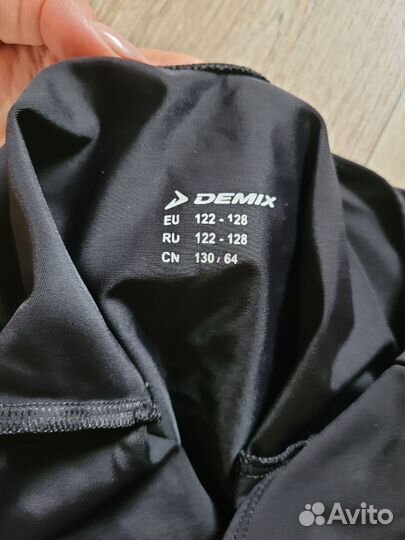 DEMIX
EU 122 - 128
RU 122 - 128
CN 130 / 64
Avito